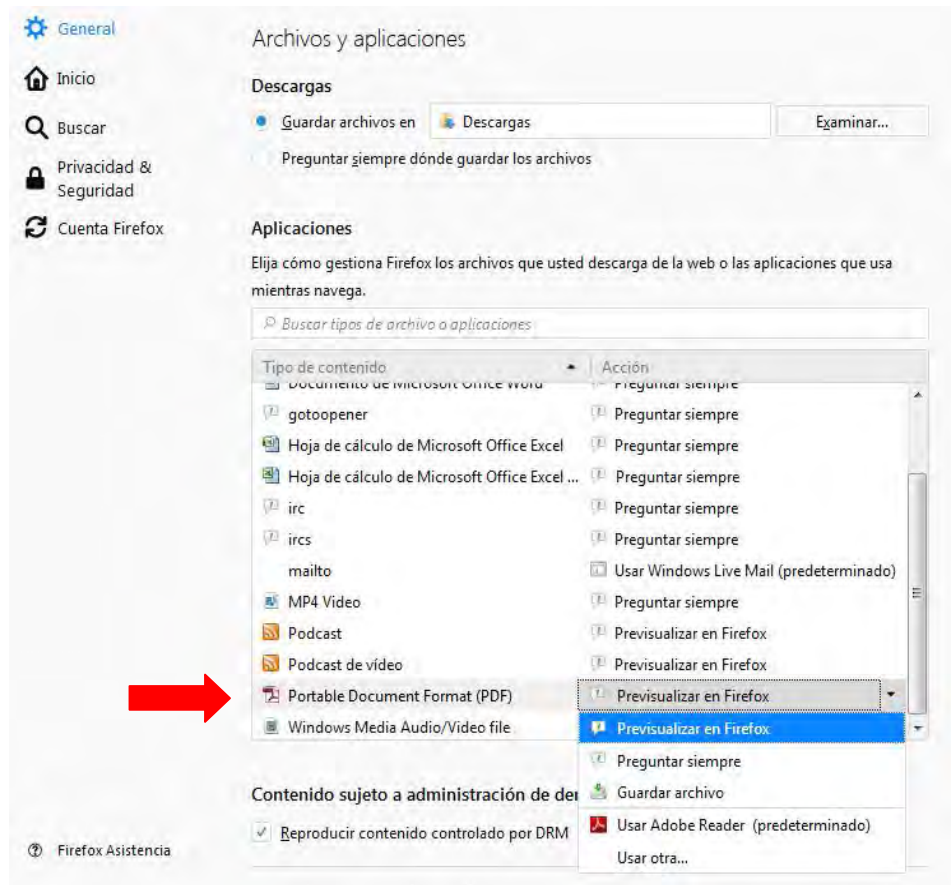 General
Inicio
Buscar
Privacidad &
Seguridad
Cuenta Firefox
Archivos y aplicaciones
Descargas
Guardar archivos en
Descargas
Examinar...
Preguntar siempre dónde guardar los archivos
Aplicaciones
Elija cómo gestiona Firefox los archivos que usted descarga de la web o las aplicaciones que usa
mientras navega.
Buscar tipos de archivo o aplicaciones
Tipo de contenido Acción
Documento de Microsoft Office Word Preguntar siempre
gotoopener Preguntar siempre
Hoja de cálculo de Microsoft Office Excel Preguntar siempre
Hoja de cálculo de Microsoft Office Excel ... Preguntar siempre
irc Preguntar siempre
ircs Preguntar siempre
mailto Usar Windows Live Mail (predeterminado)
MP4 Video Preguntar siempre
Podcast Previsualizar en Firefox
Podcast de vídeo Previsualizar en Firefox
Portable Document Format (PDF) Previsualizar en Firefox
Windows Media Audio/Video file Previsualizar en Firefox
Preguntar siempre
Contenido sujeto a administración de der
Guardar archivo
Reproducir contenido controlado por DRM
Usar Adobe Reader (predeterminado)
Usar otra...
Firefox Asistencia